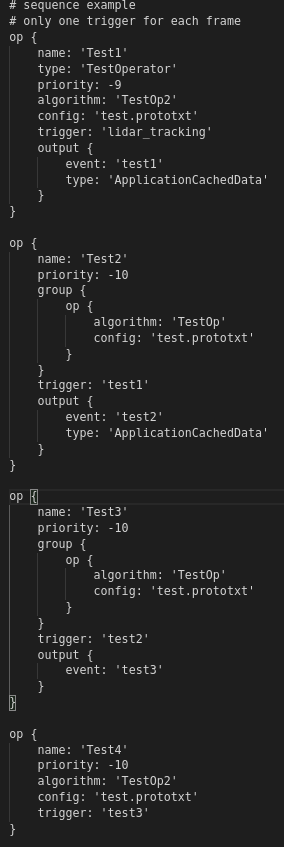 # sequence example
# only one trigger for each frame
op {
    name: 'Test1'
    type: 'TestOperator'
    priority: -9
    algorithm: 'TestOp2'
    config: 'test.prototxt'
    trigger: 'lidar_tracking'
    output {
        event: 'test1'
        type: 'ApplicationCachedData'
    }
}

op {
    name: 'Test2'
    priority: -10
    group {
        op {
            algorithm: 'TestOp'
            config: 'test.prototxt'
        }
    }
    trigger: 'test1'
    output {
        event: 'test2'
        type: 'ApplicationCachedData'
    }
}

op {
    name: 'Test3'
    priority: -10
    group {
        op {
            algorithm: 'TestOp'
            config: 'test.prototxt'
        }
    }
    trigger: 'test2'
    output {
        event: 'test3'
    }
}

op {
    name: 'Test4'
    priority: -10
    algorithm: 'TestOp2'
    config: 'test.prototxt'
    trigger: 'test3'
}